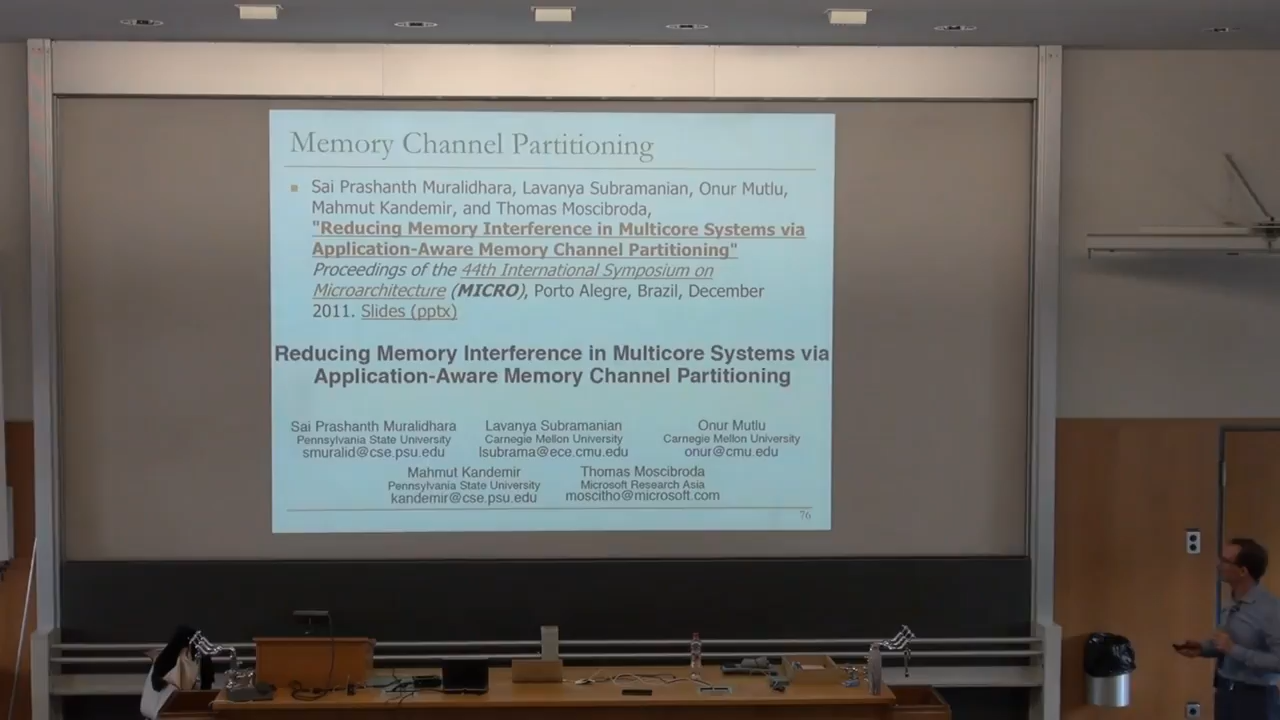 Memory Channel Partitioning
Sai Prashanth Muralidhara, Lavanya Subramanian, Onur Mutlu,
Mahmut Kandemir, and Thomas Moscibroda,
"Reducing Memory Interference in Multicore Systems via
Application-Aware Memory Channel Partitioning"
Proceedings of the 44th International Symposium on
Microarchitecture (MICRO), Porto Alegre, Brazil, December
2011. Slides (pptx)
Reducing Memory Interference in Multicore Systems via
Application-Aware Memory Channel Partitioning
Sai Prashanth Muralidhara Lavanya Subramanian Onur Mutlu
Pennsylvania State University Carnegie Mellon University Carnegie Mellon University
smuralid@cse.psu.edu lsubrama@ece.cmu.edu onur@cmu.edu
Mahmut Kandemir Thomas Moscibroda
Pennsylvania State University Microsoft Research Asia
kandemir@cse.psu.edu moscitho@microsoft.com
76